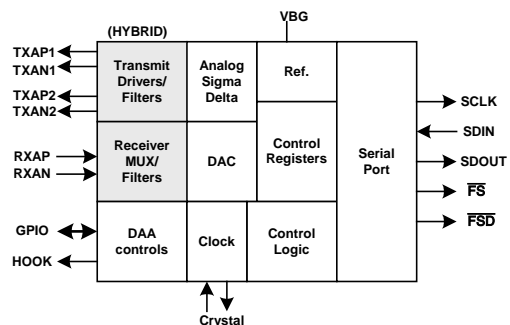 VBG
(HYBRID)
TXAP1
TXAN1
TXAP2
TXAN2
Transmit
Drivers/
Filters
Analog
Sigma
Delta
Ref.
RXAP
RXAN
Receiver
MUX/
Filters
DAC
Control
Registers
Serial
Port
SCLK
SDIN
SDOUT
FS
FSD
GPIO
HOOK
DAA
controls
Clock
Control
Logic
Crystal